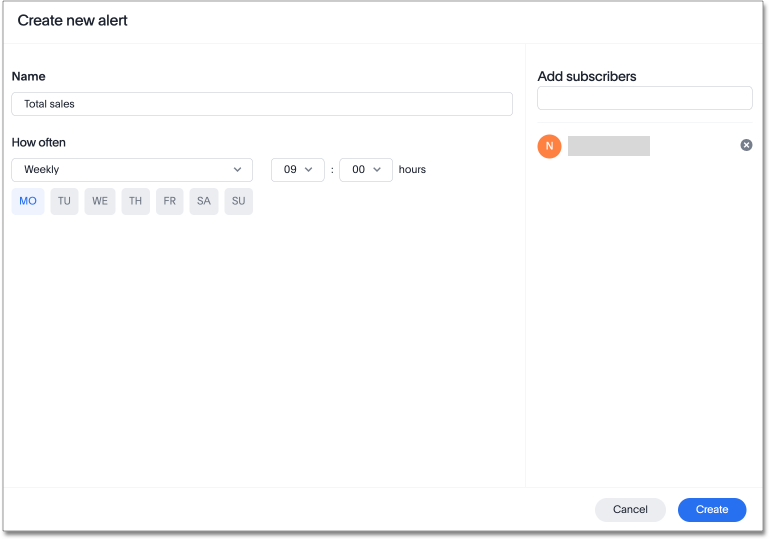 Create new alert
Name
Total sales
How often
Weekly
09 : 00 hours
MO TU WE TH FR SA SU
Add subscribers
N
Cancel Create